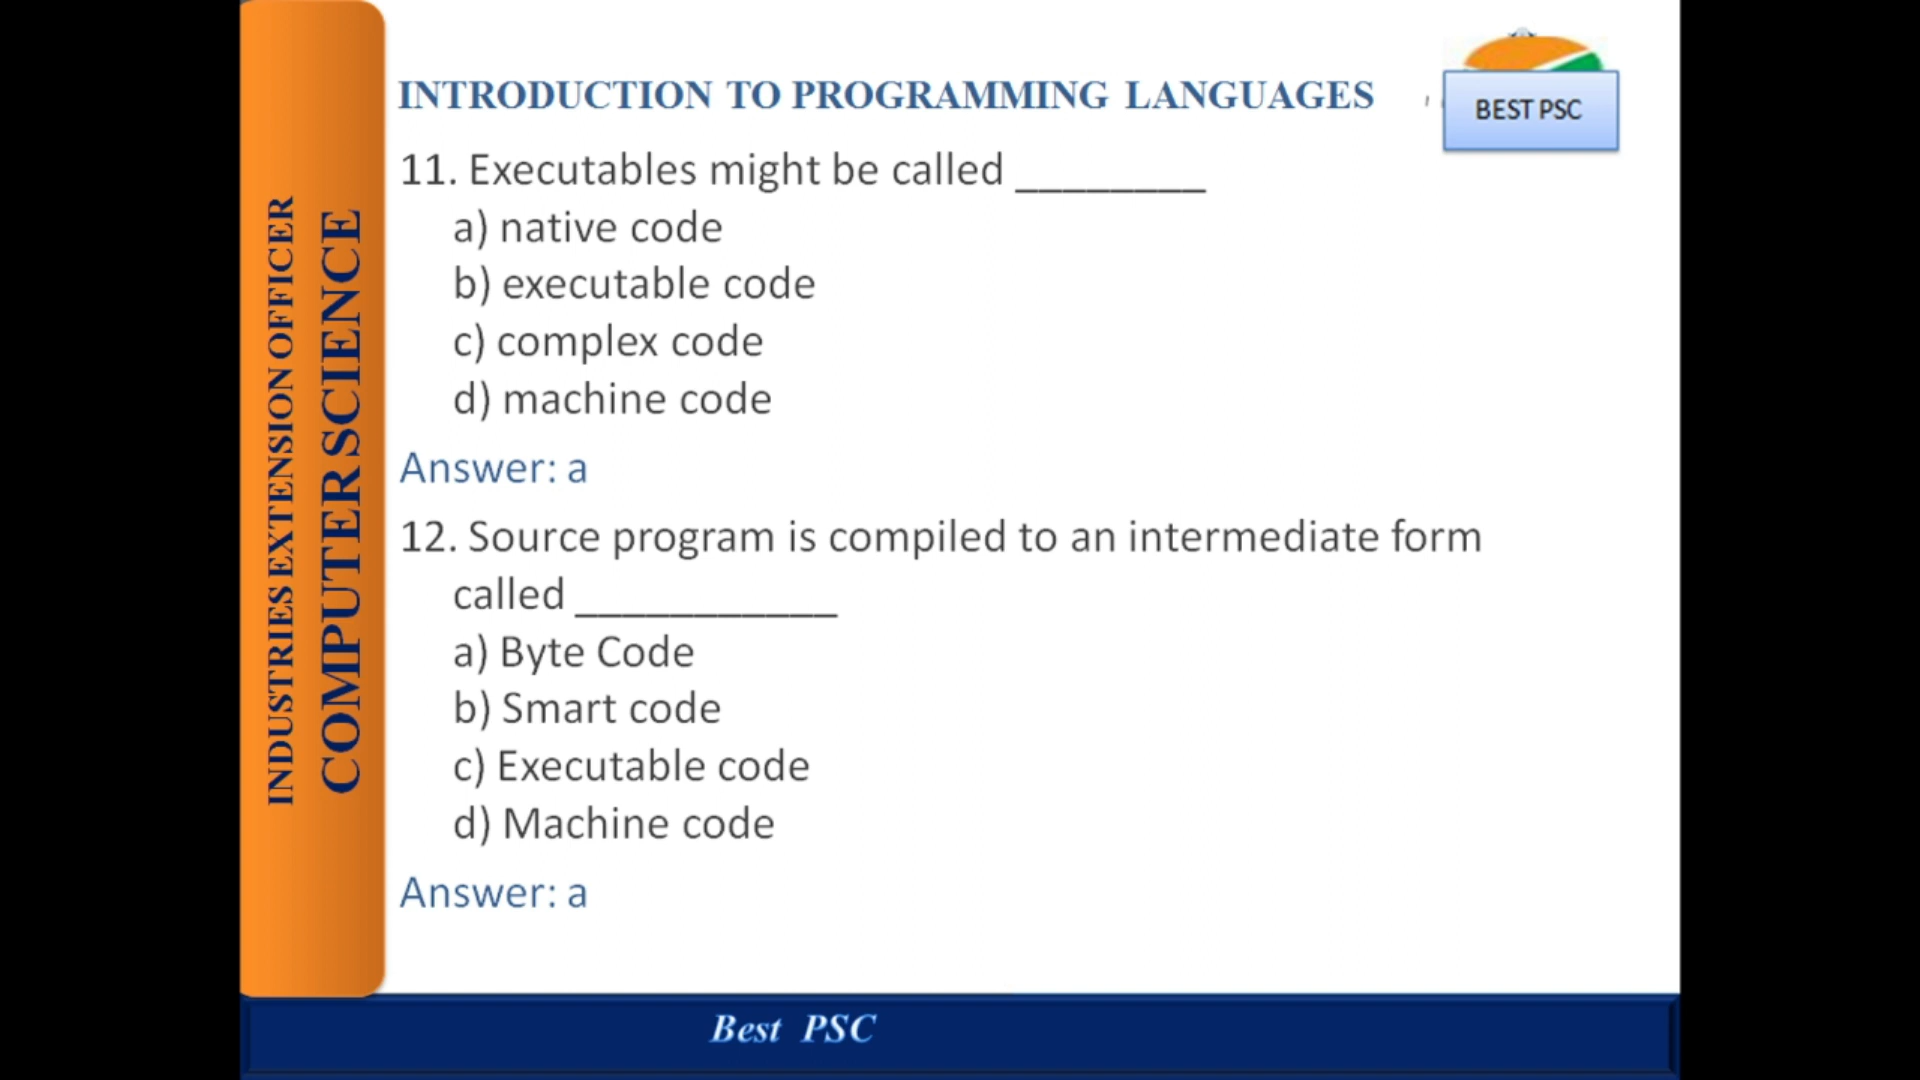 INDUSTRIES EXTENSION OFFICER
COMPUTER SCIENCE
INTRODUCTION TO PROGRAMMING LANGUAGES
BEST PSC
11. Executables might be called ________
a) native code
b) executable code
c) complex code
d) machine code
Answer: a
12. Source program is compiled to an intermediate form
called ___________
a) Byte Code
b) Smart code
c) Executable code
d) Machine code
Answer: a
Best PSC